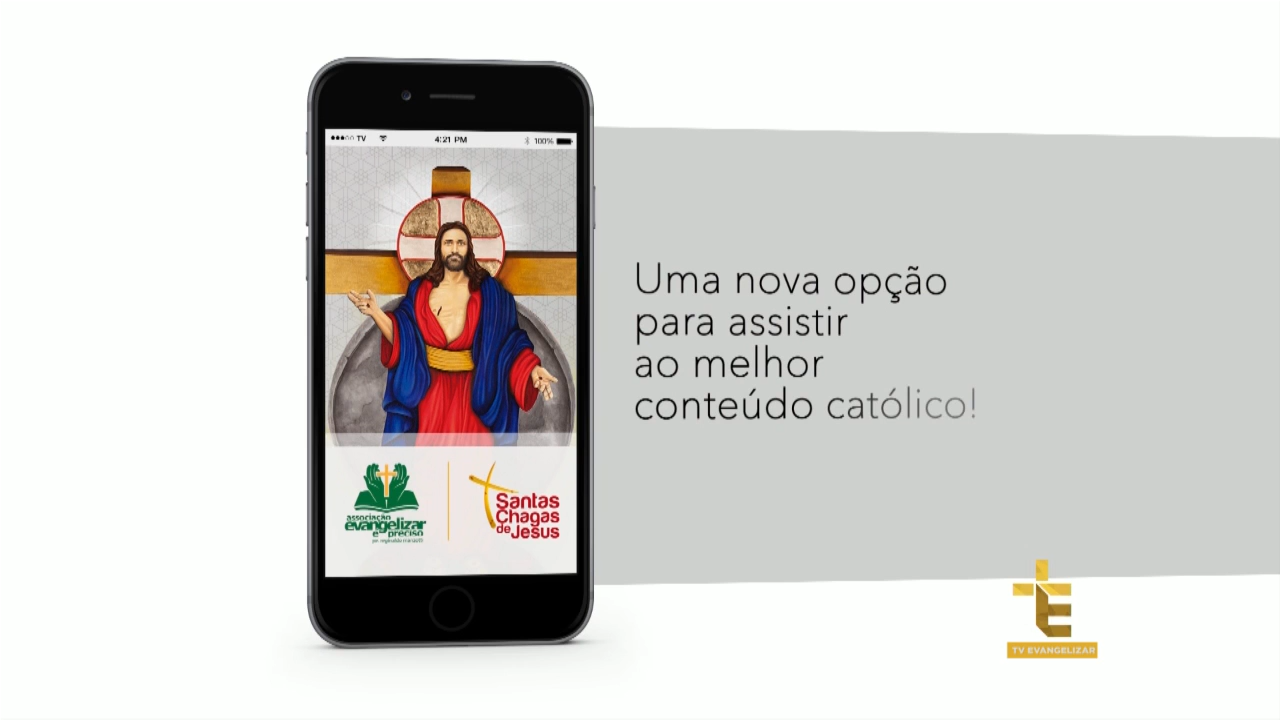 TV
4:21 PM
100%
associação
evangelizar
é preciso
Santas
Chagas
de Jesus
Uma nova opção
para assistir
ao melhor
conteúdo católico!
TV EVANGELIZAR